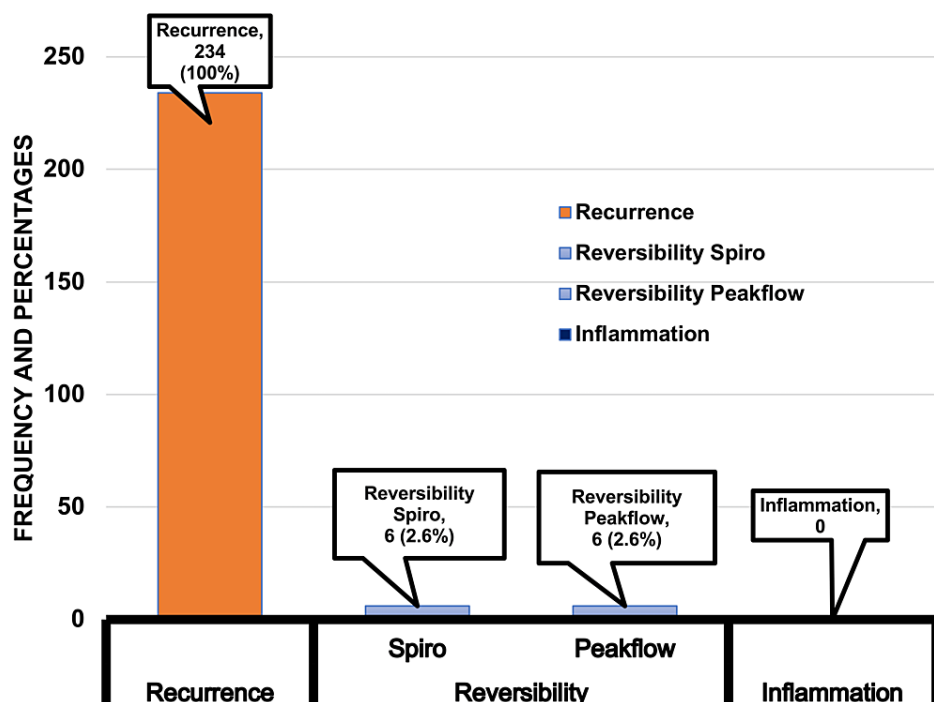 FREQUENCY AND PERCENTAGES
250
200
150
100
50
0
Recurrence,
234
(100%)
Recurrence
Reversibility Spiro
Reversibility Peakflow
Inflammation
Reversibility
Spiro,
6 (2.6%)
Reversibility
Peakflow,
6 (2.6%)
Inflammation,
0
Spiro
Peakflow
Recurrence
Reversibility
Inflammation